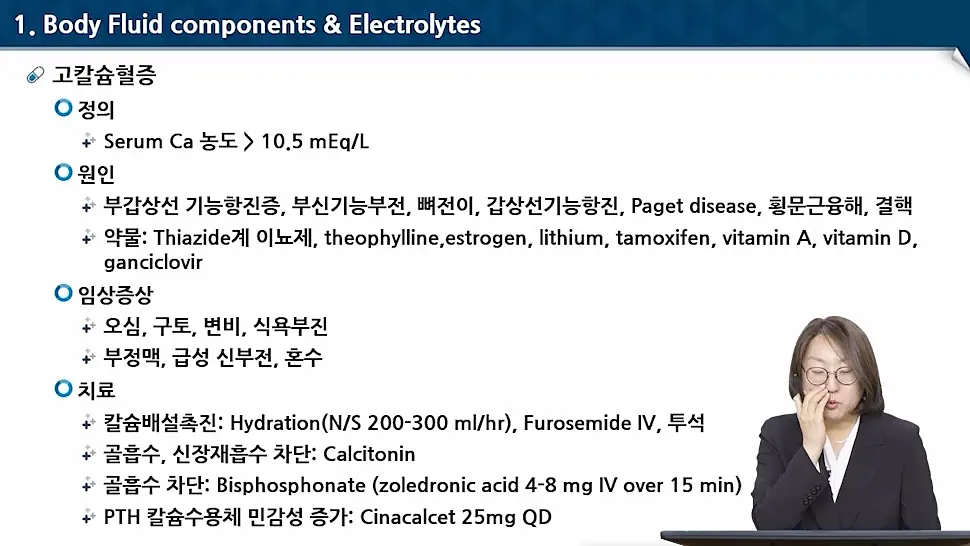 1. Body Fluid components & Electrolytes
고칼슘혈증
정의
Serum Ca 농도 > 10.5 mEq/L
원인
부갑상선 기능항진증, 부신기능부전, 뼈전이, 갑상선기능항진, Paget disease, 횡문근융해, 결핵
약물: Thiazide계 이뇨제, theophylline,estrogen, lithium, tamoxifen, vitamin A, vitamin D,
ganciclovir
임상증상
오심, 구토, 변비, 식욕부진
부정맥, 급성 신부전, 혼수
치료
칼슘배설촉진: Hydration(N/S 200-300 ml/hr), Furosemide IV, 투석
골흡수, 신장재흡수 차단: Calcitonin
골흡수 차단: Bisphosphonate (zoledronic acid 4-8 mg IV over 15 min)
PTH 칼슘수용체 민감성 증가: Cinacalcet 25mg QD